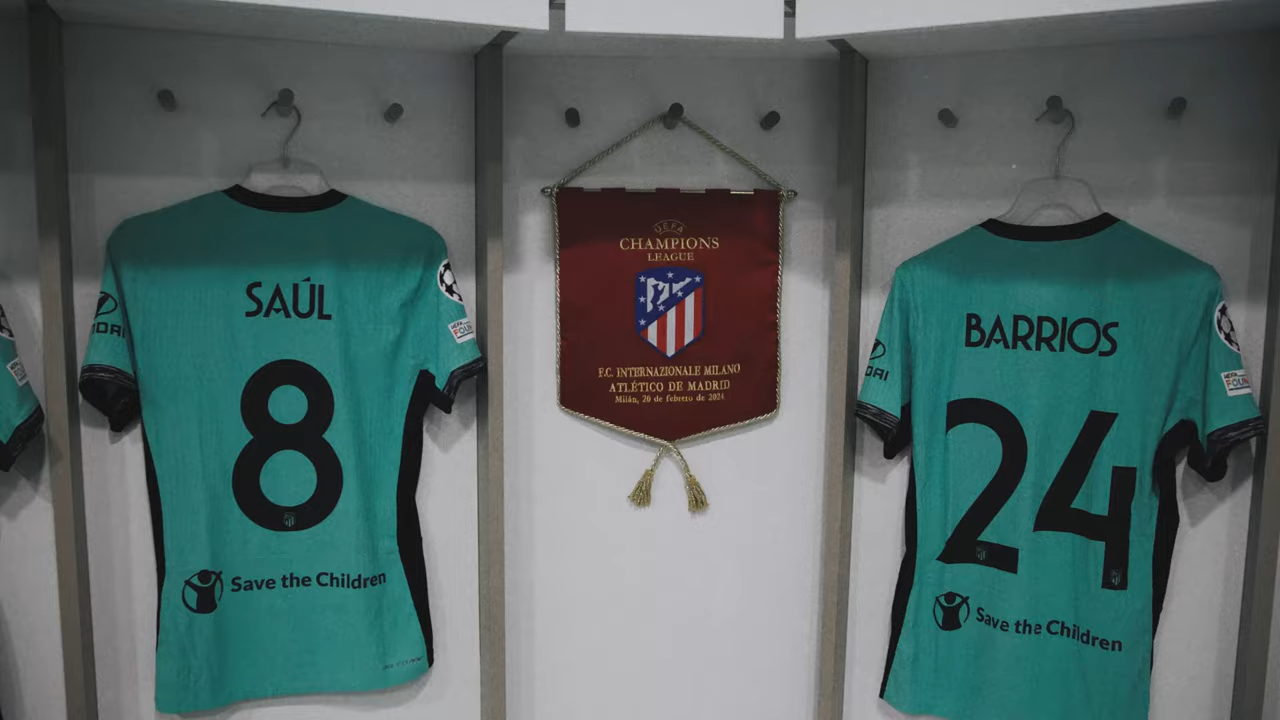 SAÚL
8
Save the Children
UEFA
CHAMPIONS
LEAGUE
F.C. INTERNAZIONALE MILANO
ATLÉTICO DE MADRID
Milán, 20 de febrero de 2024
BARRIOS
24
Save the Children